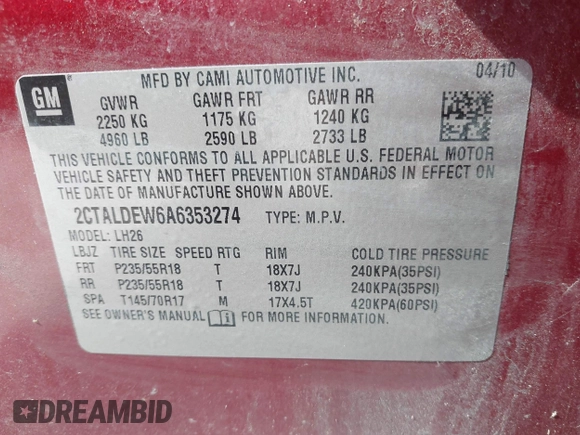 GM
MFD BY CAMI AUTOMOTIVE INC. 04/10
GVWR GAWR FRT GAWR RR
2250 KG 1175 KG 1240 KG
4960 LB 2590 LB 2733 LB
THIS VEHICLE CONFORMS TO ALL APPLICABLE U.S. FEDERAL MOTOR
VEHICLE SAFETY AND THEFT PREVENTION STANDARDS IN EFFECT ON
THE DATE OF MANUFACTURE SHOWN ABOVE.
2CTALDEW6A6353274 TYPE: M.P.V.
MODEL: LH26
LBJZ TIRE SIZE SPEED RTG RIM COLD TIRE PRESSURE
FRT P235/55R18 T 18X7J 240KPA(35PSI)
RR P235/55R18 T 18X7J 240KPA(35PSI)
SPA T145/70R17 M 17X4.5T 420KPA(60PSI)
SEE OWNER'S MANUAL FOR MORE INFORMATION.
DREAMBID